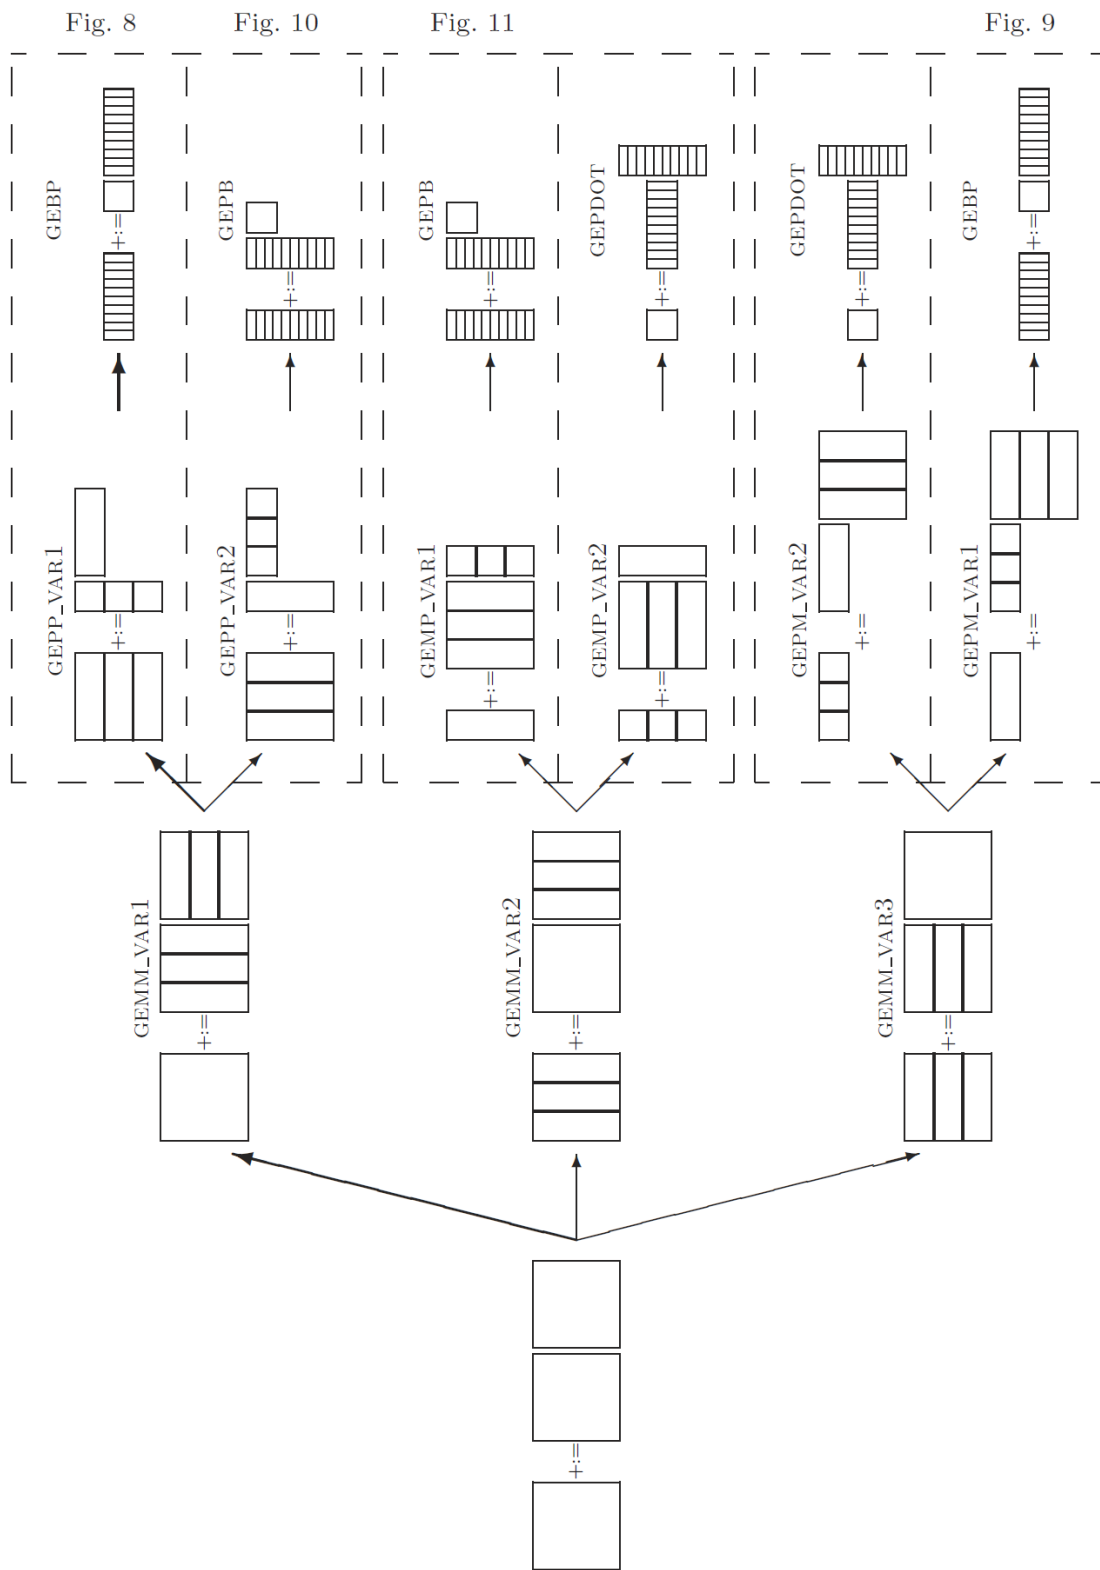 Fig. 8
Fig. 10
Fig. 11
Fig. 9
GEBP
+:=
GEPB
+:=
GEPB
+:=
GEPDOT
+:=
GEPDOT
+:=
GEBP
+:=
GEPP_VAR1
+:=
GEPP_VAR2
+:=
GEMP_VAR1
+:=
GEMP_VAR2
+:=
GEPM_VAR2
+:=
GEPM_VAR1
+:=
GEMM_VAR1
+:=
GEMM_VAR2
+:=
GEMM_VAR3
+:=
+:=